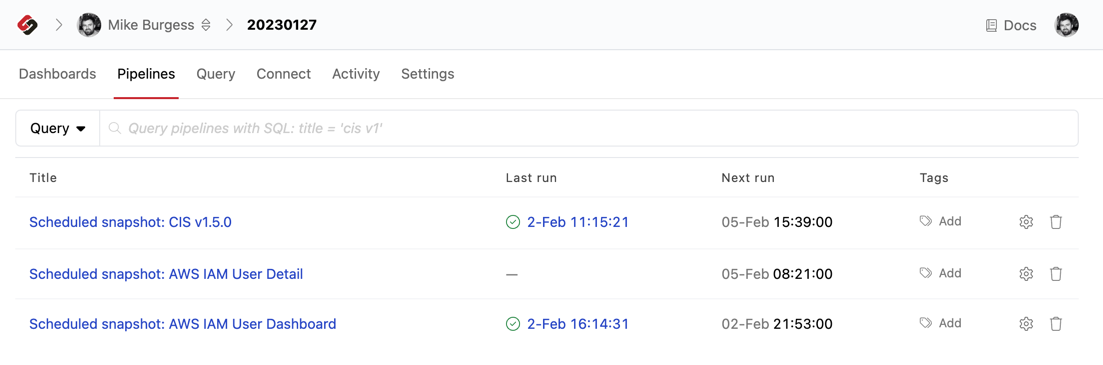 Mike Burgess 20230127 Docs
Dashboards Pipelines Query Connect Activity Settings
Query Query pipelines with SQL: title = 'cis v1'
Title Last run Next run Tags
Scheduled snapshot: CIS v1.5.0 2-Feb 11:15:21 05-Feb 15:39:00 Add
Scheduled snapshot: AWS IAM User Detail — 05-Feb 08:21:00 Add
Scheduled snapshot: AWS IAM User Dashboard 2-Feb 16:14:31 02-Feb 21:53:00 Add